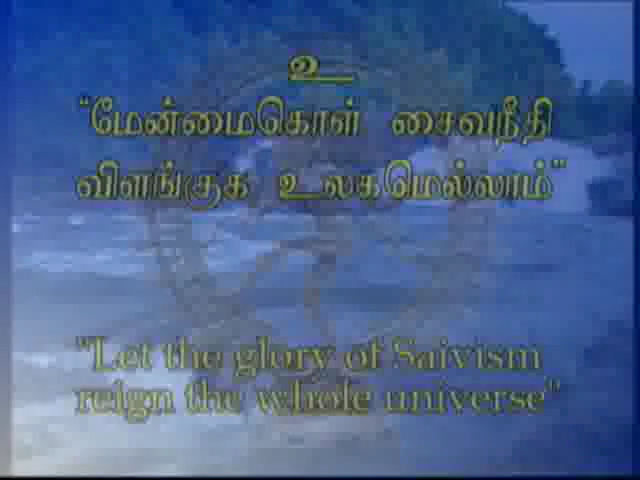 உ
"மேன்மைகொள் சைவநீதி
விளங்குக உலகமெல்லாம்"
"Let the glory of Saivism
reign the whole universe"